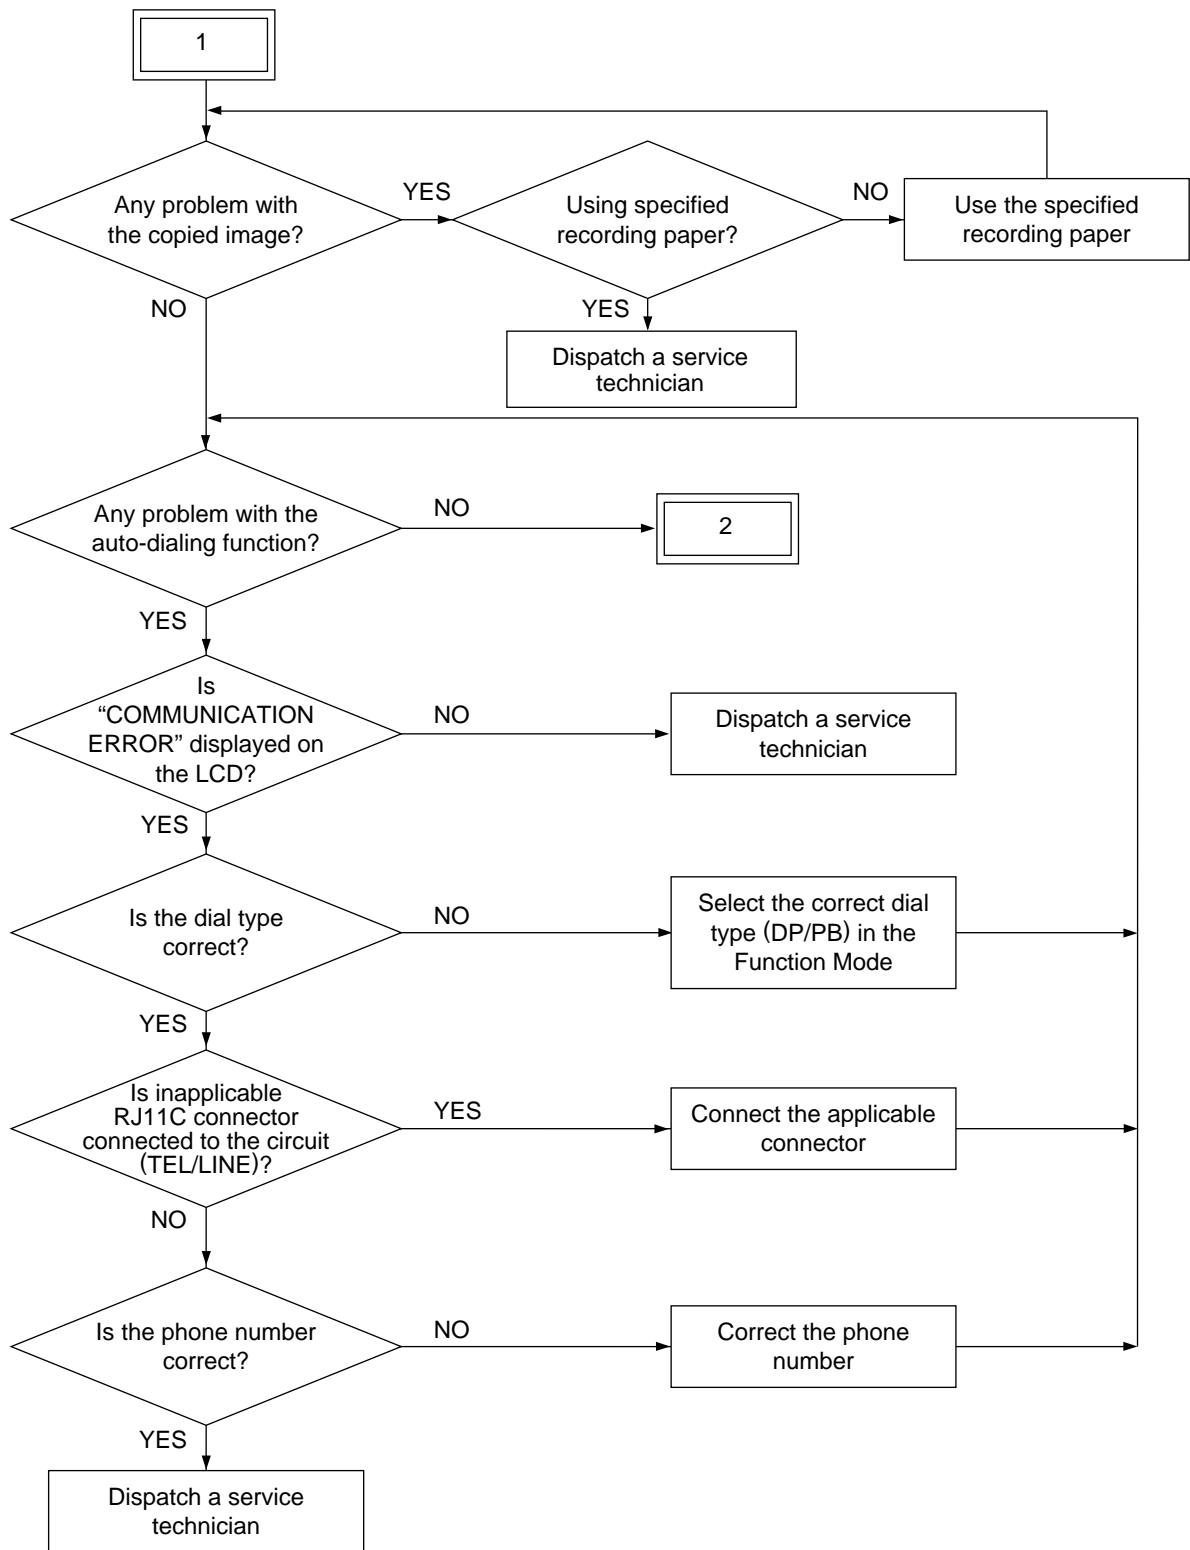 1
Any problem with
the copied image?
YES
Using specified
recording paper?
NO
Use the specified
recording paper
NO
YES
Dispatch a service
technician
Any problem with the
auto-dialing function?
NO
2
YES
Is
“COMMUNICATION
ERROR” displayed on
the LCD?
NO
Dispatch a service
technician
YES
Is the dial type
correct?
NO
Select the correct dial
type (DP/PB) in the
Function Mode
YES
Is inapplicable
RJ11C connector
connected to the circuit
(TEL/LINE)?
YES
Connect the applicable
connector
NO
Is the phone number
correct?
NO
Correct the phone
number
YES
Dispatch a service
technician